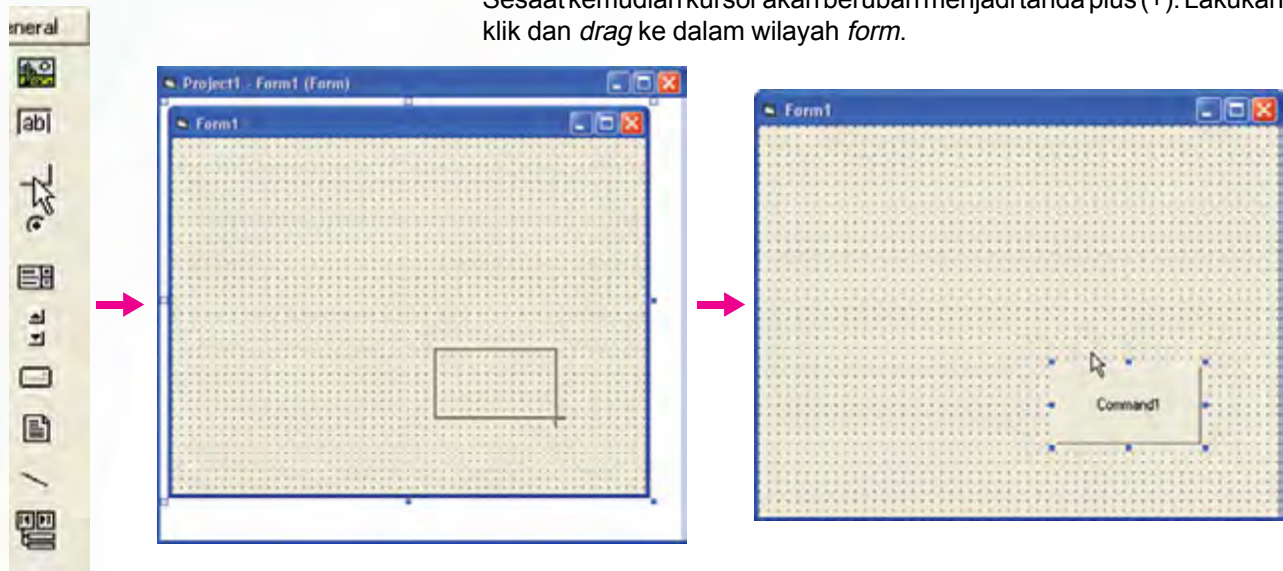 Sesaat kemudian kursor akan berubah menjadi tanda plus (+). Lakukan
klik dan drag ke dalam wilayah form.
eneral
ab
Project1 - Form1 (Form)
Form1
Form1
Command1